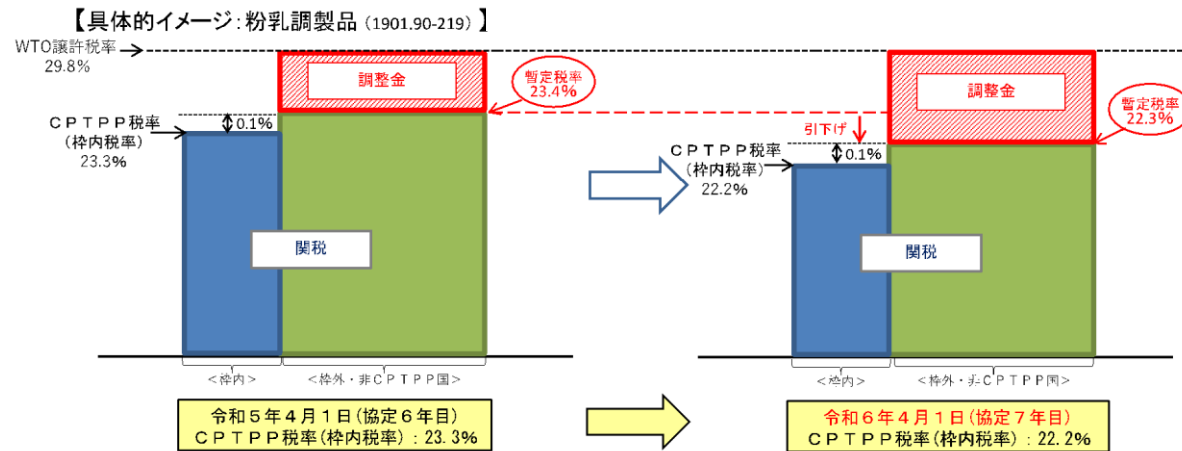 【具体的イメージ：粉乳調製品（1901.90-219）】
WTO譲許税率
29.8%
調整金
暫定税率
23.4%
0.1%
ＣＰＴＰＰ税率
(枠内税率)
23.3%
関税
＜枠内＞
＜枠外・非ＣＰＴＰＰ国＞
令和５年４月１日(協定６年目)
ＣＰＴＰＰ税率(枠内税率)：23.3%
調整金
暫定税率
22.3%
引下げ
0.1%
ＣＰＴＰＰ税率
(枠内税率)
22.2%
関税
＜枠内＞
＜枠外・非ＣＰＴＰＰ国＞
令和６年４月１日(協定７年目)
ＣＰＴＰＰ税率(枠内税率)：22.2%